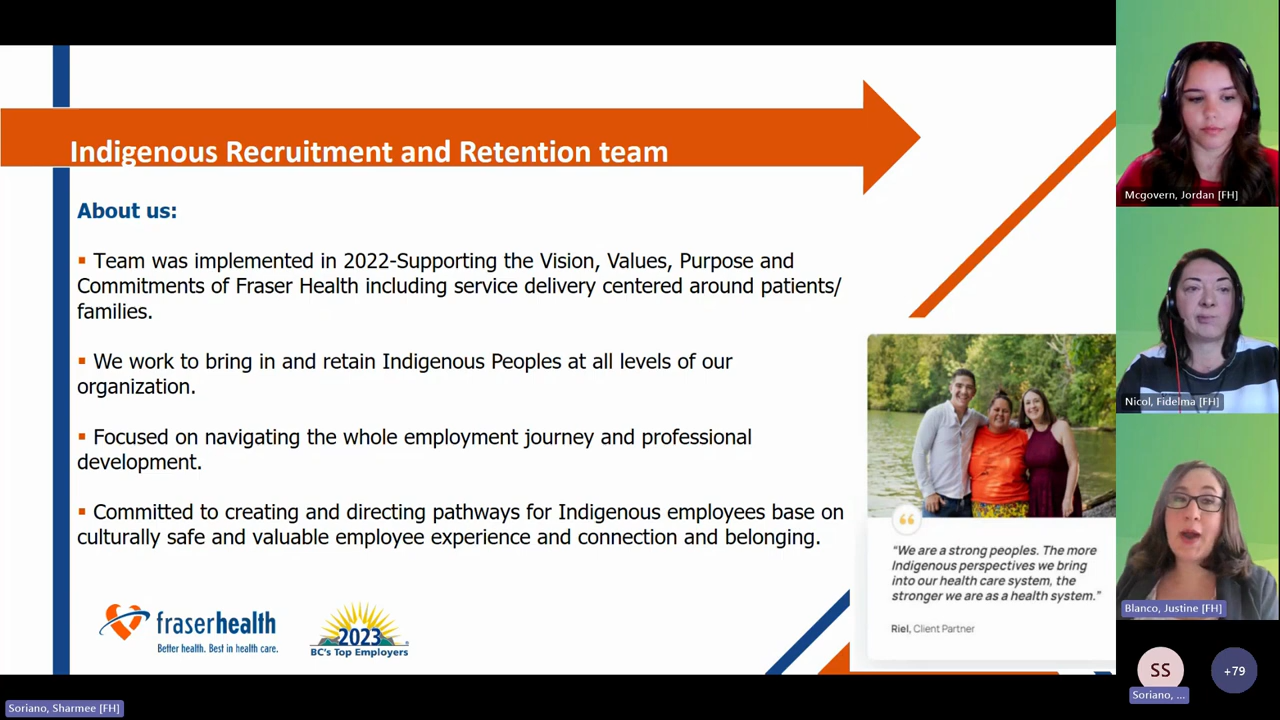 Indigenous Recruitment and Retention team
About us:
▪ Team was implemented in 2022-Supporting the Vision, Values, Purpose and
Commitments of Fraser Health including service delivery centered around patients/
families.
▪ We work to bring in and retain Indigenous Peoples at all levels of our
organization.
▪ Focused on navigating the whole employment journey and professional
development.
▪ Committed to creating and directing pathways for Indigenous employees base on
culturally safe and valuable employee experience and connection and belonging.
fraserhealth
Better health. Best in health care.
2023
BC's Top Employers
“
“We are a strong peoples. The more
Indigenous perspectives we bring
into our health care system, the
stronger we are as a health system.”
Riel, Client Partner
Mcgovern, Jordan [FH]
Nicol, Fidelma [FH]
Blanco, Justine [FH]
SS
Soriano, ...
+79
Soriano, Sharmee [FH]